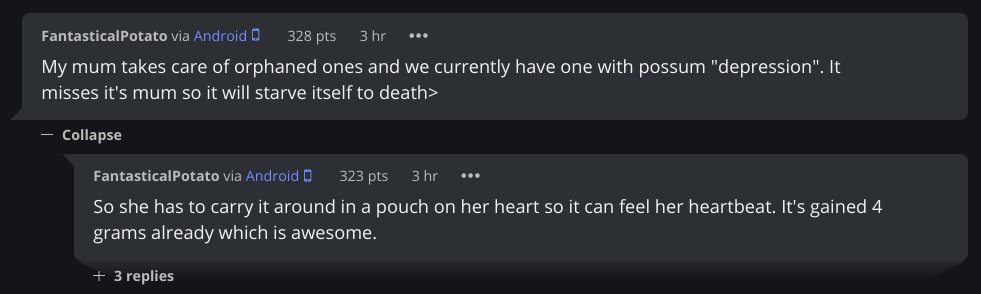 FantasticalPotato via Android 328 pts 3 hr •••
My mum takes care of orphaned ones and we currently have one with possum "depression". It
misses it's mum so it will starve itself to death>
— Collapse
FantasticalPotato via Android 323 pts 3 hr •••
So she has to carry it around in a pouch on her heart so it can feel her heartbeat. It's gained 4
grams already which is awesome.
+ 3 replies